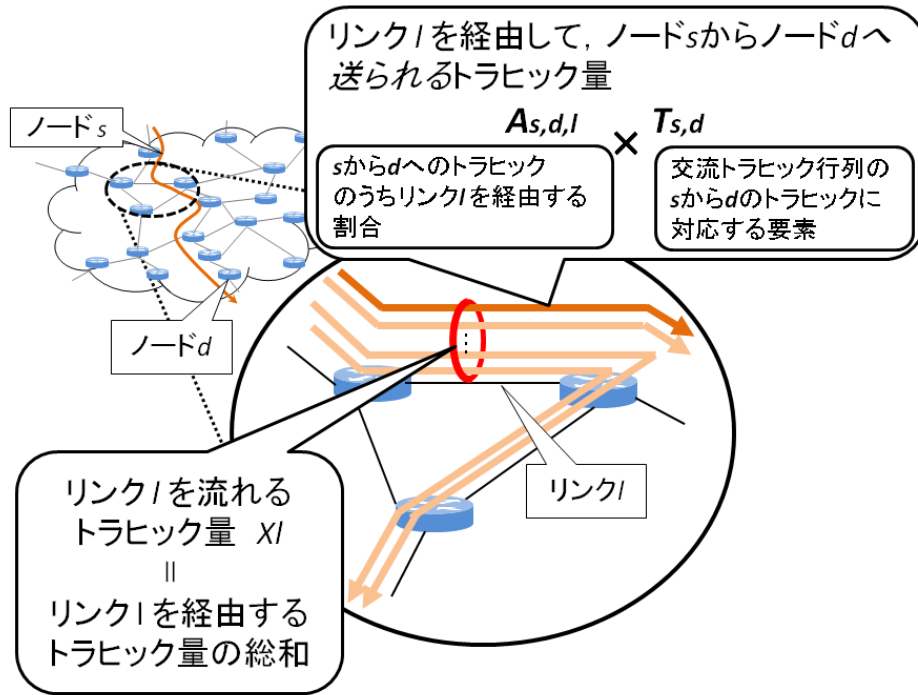 リンクlを経由して，ノードsからノードdへ
送られるトラヒック量
As,d,l × Ts,d
sからdへのトラヒック
のうちリンクlを経由する
割合
交流トラヒック行列の
sからdのトラヒックに
対応する要素
ノードs
ノードd
リンクl
リンクlを流れる
トラヒック量 Xl
＝
リンクlを経由する
トラヒック量の総和